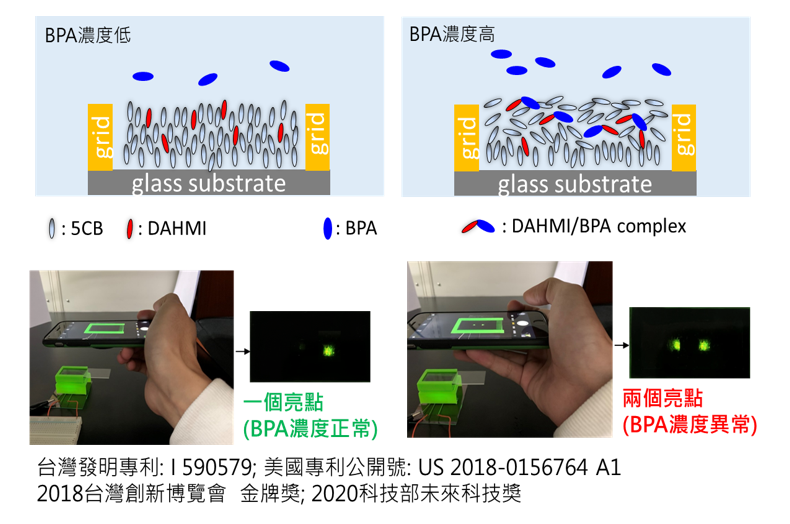 BPA濃度低
BPA濃度高
grid
grid
glass substrate
grid
grid
glass substrate
: 5CB
: DAHMI
: BPA
: DAHMI/BPA complex
一個亮點
(BPA濃度正常)
兩個亮點
(BPA濃度異常)
台灣發明專利: I 590579; 美國專利公開號: US 2018-0156764 A1
2018台灣創新博覽會 金牌獎; 2020科技部未來科技獎